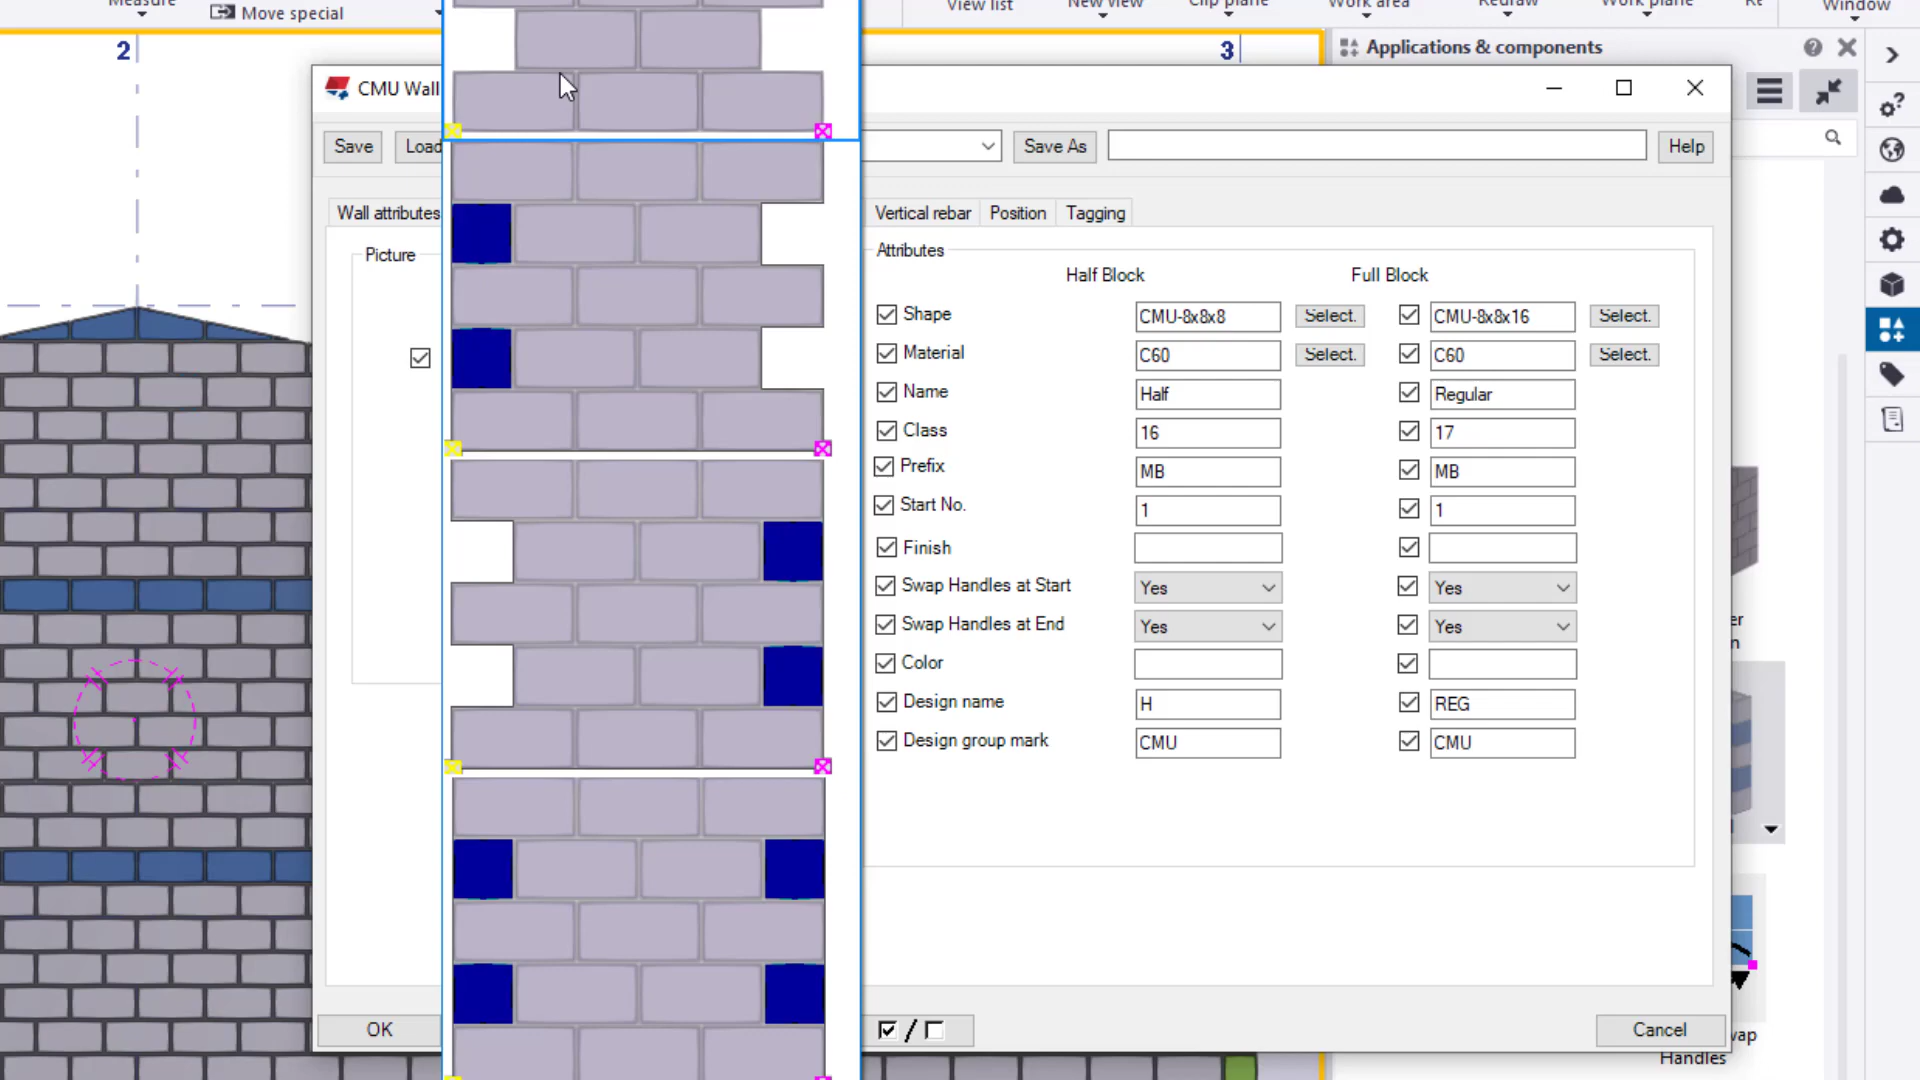 Measure
Move special
View list
New view
Clip plane
Work area
Redraw
Work plane
Window
2
3
Applications & components
CMU Wall
Save
Load
Save As
Help
Wall attributes
Vertical rebar
Position
Tagging
Picture
Attributes
Half Block
Full Block
Shape
CMU-8x8x8
Select.
CMU-8x8x16
Select.
Material
C60
Select.
C60
Select.
Name
Half
Regular
Class
16
17
Prefix
MB
MB
Start No.
1
1
Finish
Swap Handles at Start
Yes
Yes
Swap Handles at End
Yes
Yes
Color
Design name
H
REG
Design group mark
CMU
CMU
OK
/
Cancel
Handles